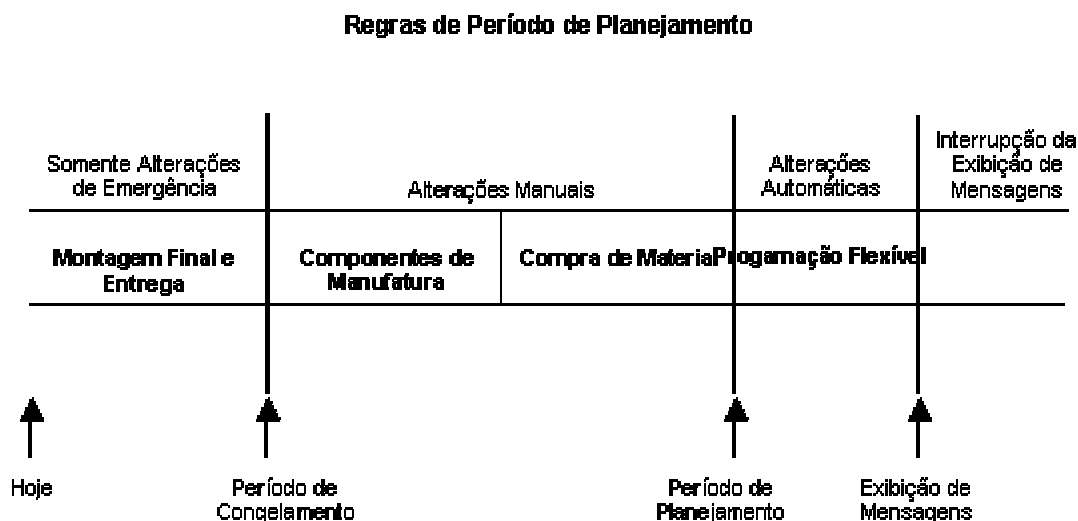 Regras de Período de Planejamento
Somente Alterações
de Emergência
Alterações Manuais
Alterações
Automáticas
Interrupção da
Exibição de
Mensagens
Montagem Final e
Entrega
Componentes de
Manufatura
Compra de Materia
Progamação Flexível
Hoje
Período de
Congelamento
Período de
Planejamento
Exibição de
Mensagens